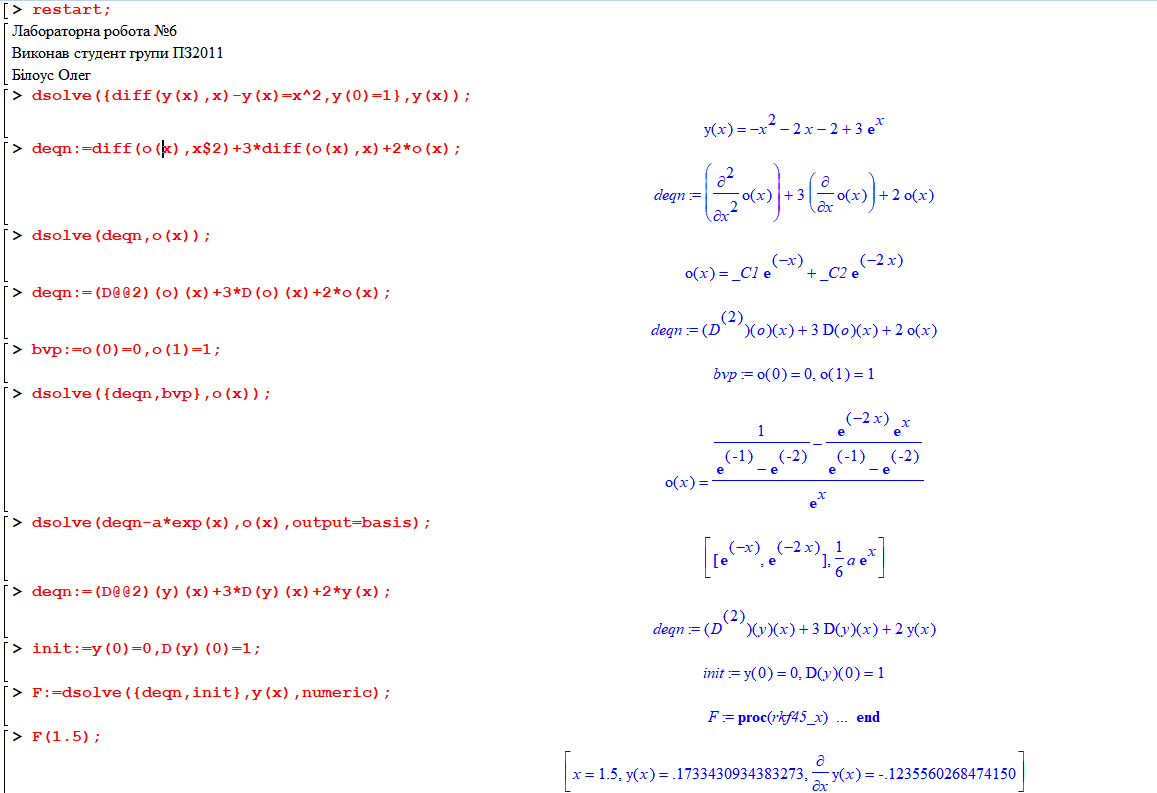 > restart;
Лабораторна робота №6
Виконав студент групи ПЗ2011
Білоус Олег
> dsolve({diff(y(x),x)-y(x)=x^2,y(0)=1},y(x));
y(x) = −x^2 − 2 x − 2 + 3 e^x
> deqn:=diff(o(x),x$2)+3*diff(o(x),x)+2*o(x);
deqn := (∂^2/∂x^2 o(x)) + 3 (∂/∂x o(x)) + 2 o(x)
> dsolve(deqn,o(x));
o(x) = _C1 e^(−x) + _C2 e^(−2 x)
> deqn:=(D@@2)(o)(x)+3*D(o)(x)+2*o(x);
deqn := (D^(2))(o)(x) + 3 D(o)(x) + 2 o(x)
> bvp:=o(0)=0,o(1)=1;
bvp := o(0) = 0, o(1) = 1
> dsolve({deqn,bvp},o(x));
o(x) = (1/(e^(-1) − e^(-2)) − (e^(−2 x) e^x)/(e^(-1) − e^(-2)))/e^x
> dsolve(deqn-a*exp(x),o(x),output=basis);
[[e^(−x), e^(−2 x)], 1/6 a e^x]
> deqn:=(D@@2)(y)(x)+3*D(y)(x)+2*y(x);
deqn := (D^(2))(y)(x) + 3 D(y)(x) + 2 y(x)
> init:=y(0)=0,D(y)(0)=1;
init := y(0) = 0, D(y)(0) = 1
> F:=dsolve({deqn,init},y(x),numeric);
F := proc(rkf45_x) ... end
> F(1.5);
[x = 1.5, y(x) = .1733430934383273, ∂/∂x y(x) = -.1235560268474150]